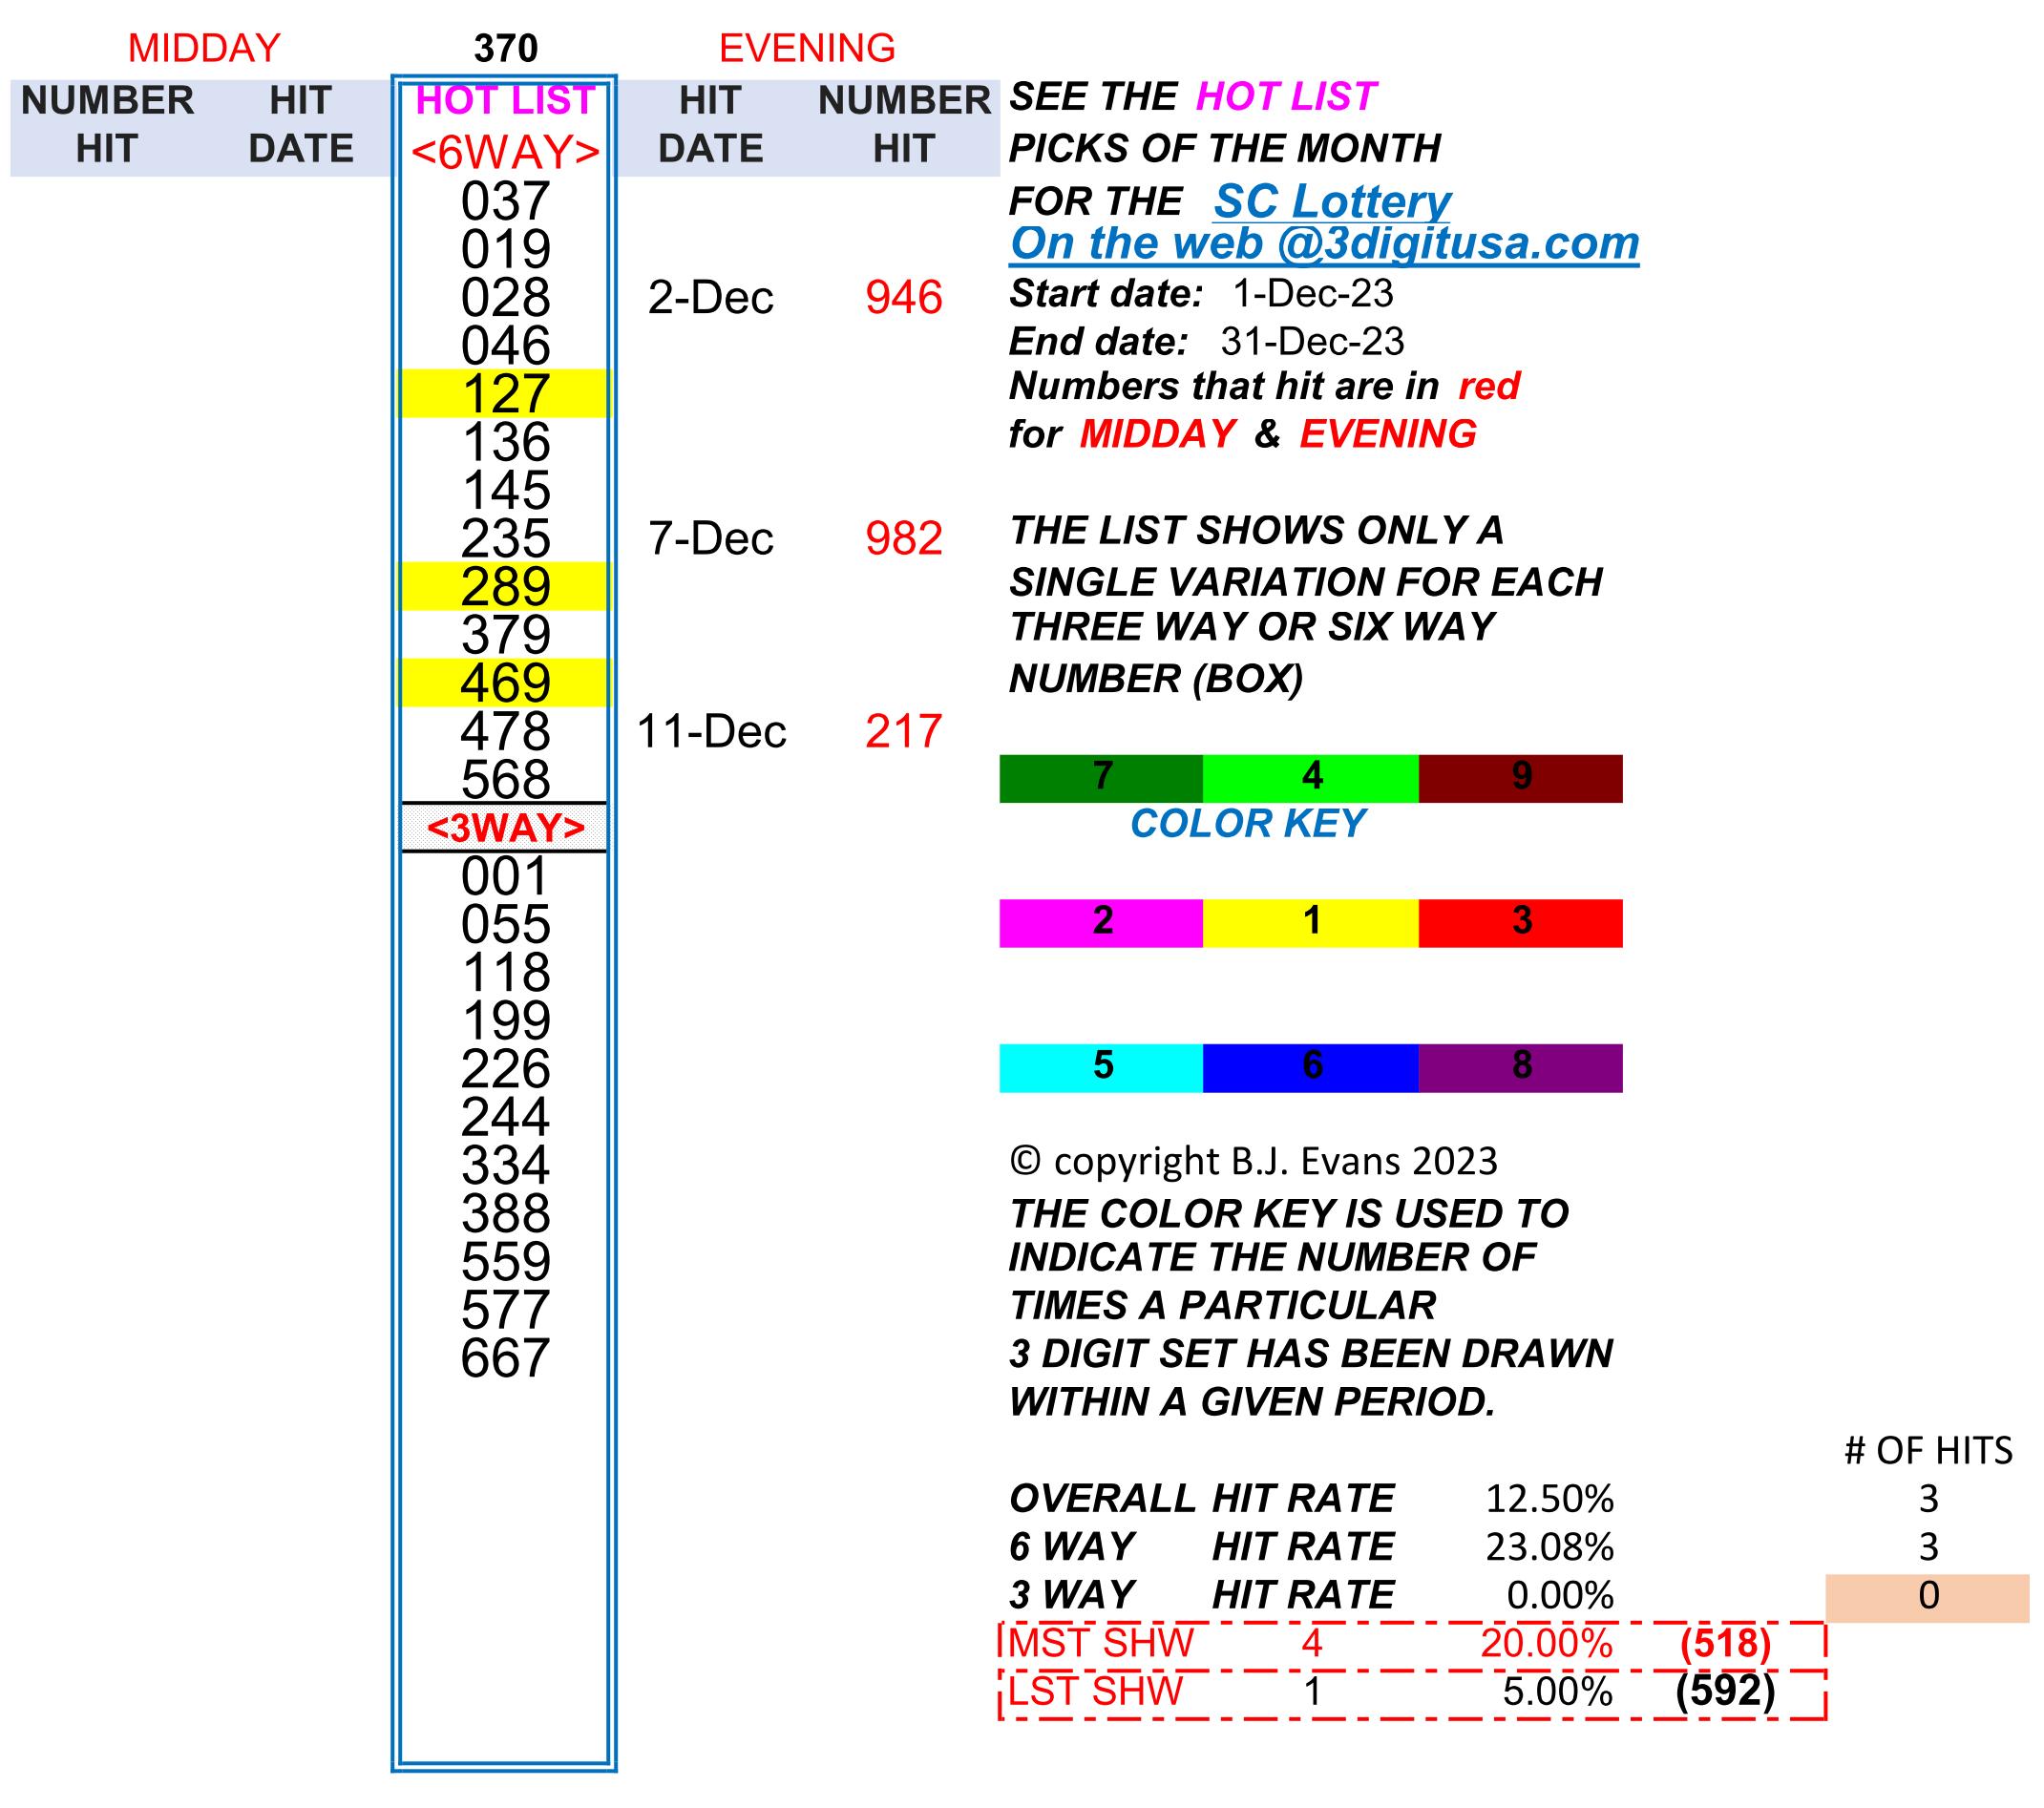 MIDDAY 370 EVENING
NUMBER HIT HOT LIST HIT NUMBER
HIT DATE <6WAY> DATE HIT
037
019
028 2-Dec 946
046
127
136
145
235 7-Dec 982
289
379
469
478 11-Dec 217
568
<3WAY>
001
055
118
199
226
244
334
388
559
577
667
SEE THE HOT LIST
PICKS OF THE MONTH
FOR THE SC Lottery
On the web @3digitusa.com
Start date: 1-Dec-23
End date: 31-Dec-23
Numbers that hit are in red
for MIDDAY & EVENING
THE LIST SHOWS ONLY A
SINGLE VARIATION FOR EACH
THREE WAY OR SIX WAY
NUMBER (BOX)
7 4 9
COLOR KEY
2 1 3
5 6 8
© copyright B.J. Evans 2023
THE COLOR KEY IS USED TO
INDICATE THE NUMBER OF
TIMES A PARTICULAR
3 DIGIT SET HAS BEEN DRAWN
WITHIN A GIVEN PERIOD.
# OF HITS
OVERALL HIT RATE 12.50% 3
6 WAY HIT RATE 23.08% 3
3 WAY HIT RATE 0.00% 0
MST SHW 4 20.00% (518)
LST SHW 1 5.00% (592)